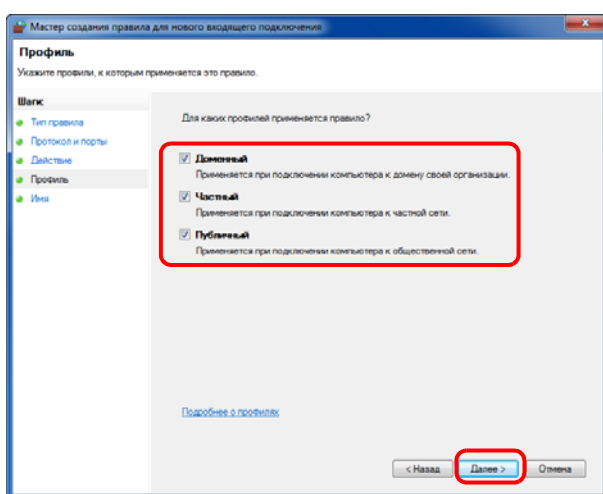 Мастер создания правила для нового входящего подключения
Профиль
Укажите профили, к которым применяется это правило.
Шаги:
Тип правила
Протокол и порты
Действие
Профиль
Имя
Для каких профилей применяется правило?
Доменный
Применяется при подключении компьютера к домену своей организации.
Частный
Применяется при подключении компьютера к частной сети.
Публичный
Применяется при подключении компьютера к общественной сети.
Подробнее о профилях
< Назад
Далее >
Отмена